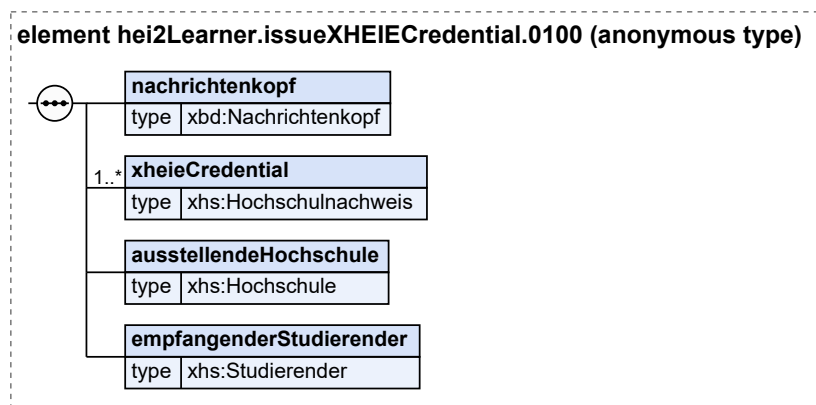 element hei2Learner.issueXHEIECredential.0100 (anonymous type)
nachrichtenkopf
type xbd:Nachrichtenkopf
1..*
xheieCredential
type xhs:Hochschulnachweis
ausstellendeHochschule
type xhs:Hochschule
empfangenderStudierender
type xhs:Studierender